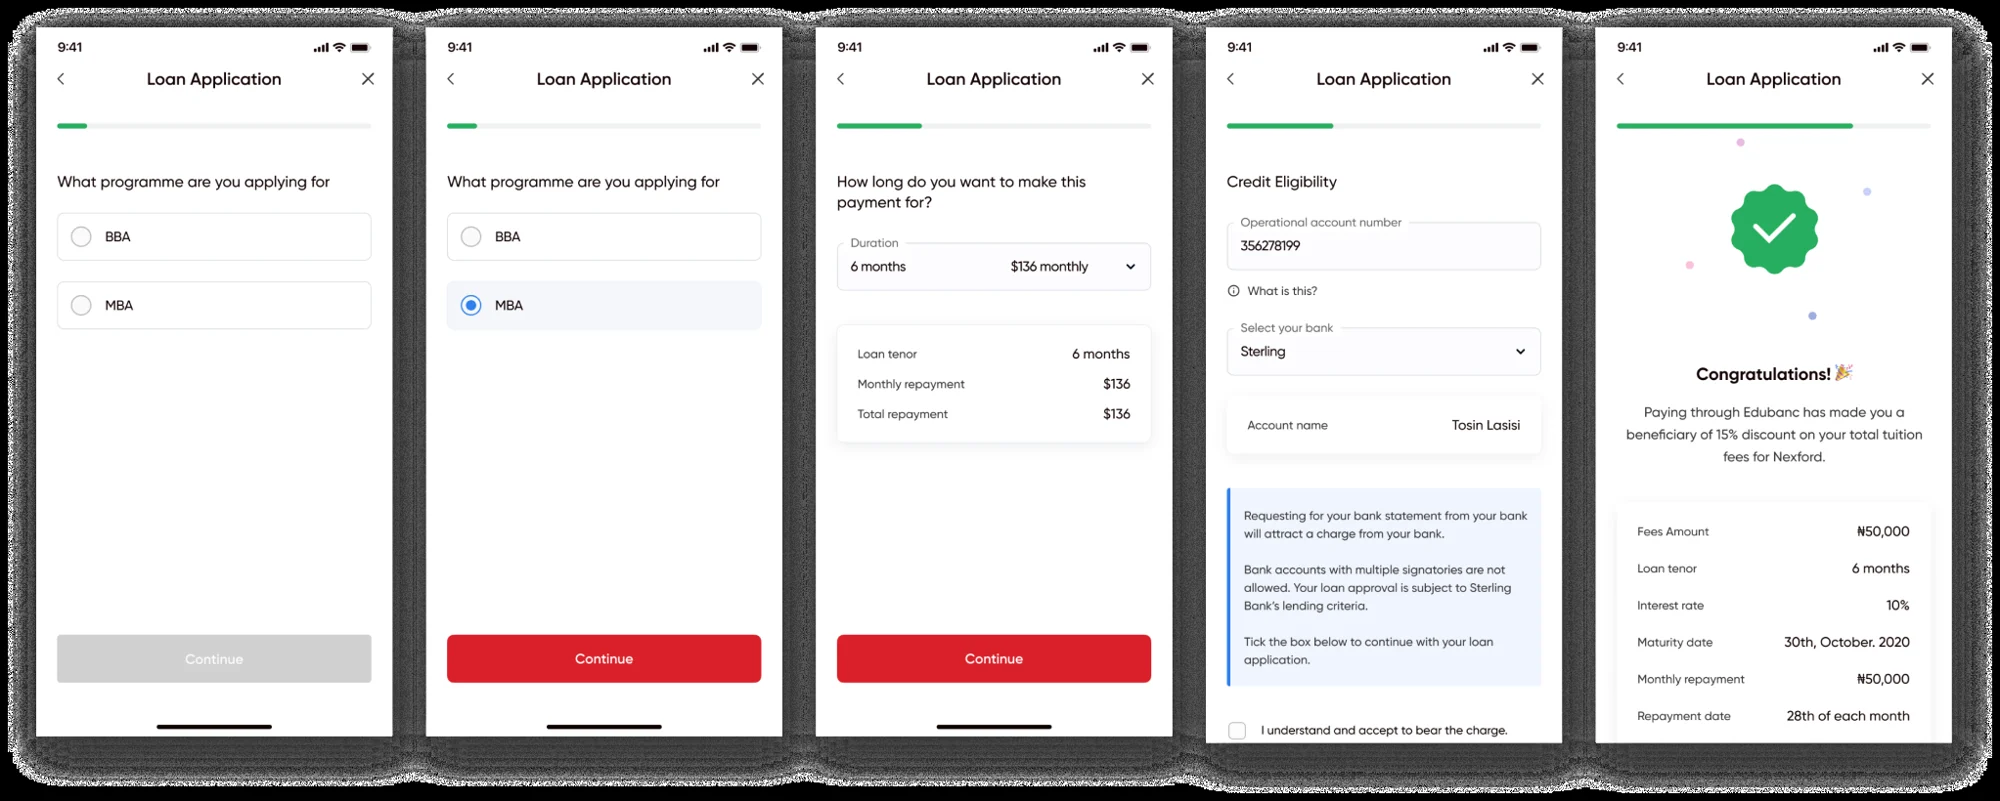 9:41
Loan Application
What programme are you applying for
BBA
MBA
Continue
9:41
Loan Application
What programme are you applying for
BBA
MBA
Continue
9:41
Loan Application
How long do you want to make this
payment for?
Duration
6 months $136 monthly
Loan tenor 6 months
Monthly repayment $136
Total repayment $136
Continue
9:41
Loan Application
Credit Eligibility
Operational account number
356278199
What is this?
Select your bank
Sterling
Account name Tosin Lasisi
Requesting for your bank statement from your bank
will attract a charge from your bank.
Bank accounts with multiple signatories are not
allowed. Your loan approval is subject to Sterling
Bank's lending criteria.
Tick the box below to continue with your loan
application.
I understand and accept to bear the charge.
9:41
Loan Application
Congratulations! 🎉
Paying through Edubanc has made you a
beneficiary of 15% discount on your total tuition
fees for Nexford.
Fees Amount ₦50,000
Loan tenor 6 months
Interest rate 10%
Maturity date 30th, October. 2020
Monthly repayment ₦50,000
Repayment date 28th of each month